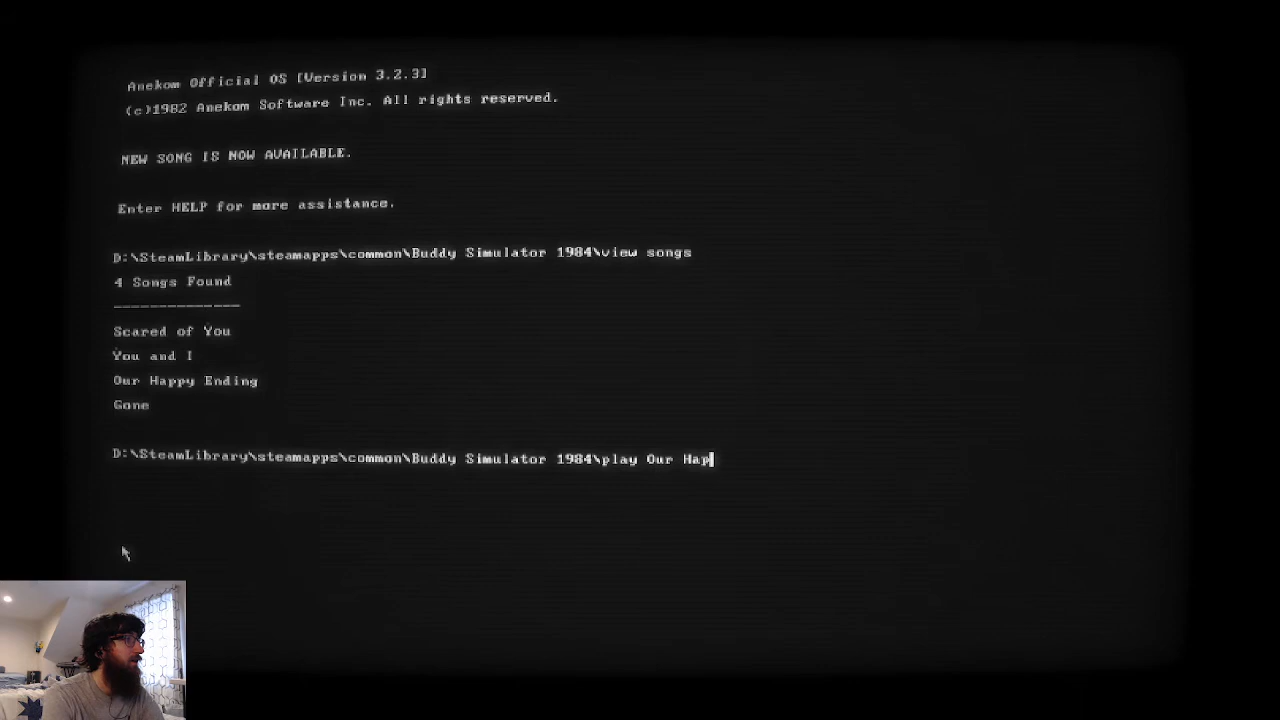 Anekom Official OS [Version 3.2.3]
(c)1982 Anekom Software Inc. All rights reserved.
NEW SONG IS NOW AVAILABLE.
Enter HELP for more assistance.
D:\SteamLibrary\steamapps\common\Buddy Simulator 1984\view songs
4 Songs Found
--------------
Scared of You
You and I
Our Happy Ending
Gone
D:\SteamLibrary\steamapps\common\Buddy Simulator 1984\play Our Hap